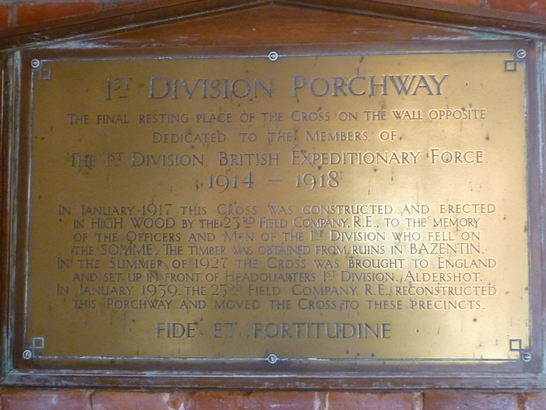 1ST DIVISION PORCHWAY
THE FINAL RESTING PLACE OF THE CROSS ON THE WALL OPPOSITE
DEDICATED TO THE MEMBERS OF
THE 1ST DIVISION, BRITISH EXPEDITIONARY FORCE.
1914 – 1918
IN JANUARY 1917 THIS CROSS WAS CONSTRUCTED AND ERECTED
IN HIGH WOOD BY THE 23RD FIELD COMPANY, R.E., TO THE MEMORY
OF THE OFFICERS AND MEN OF THE 1ST DIVISION WHO FELL ON
THE SOMME, THE TIMBER WAS OBTAINED FROM RUINS IN BAZENTIN.
IN THE SUMMER OF 1927 THE CROSS WAS BROUGHT TO ENGLAND
AND SET UP IN FRONT OF HEADQUARTERS 1ST DIVISION, ALDERSHOT.
IN JANUARY 1939, THE 23RD FIELD COMPANY R.E., RECONSTRUCTED
THIS PORCHWAY AND MOVED THE CROSS TO THESE PRECINCTS.
FIDE ET FORTITUDINE